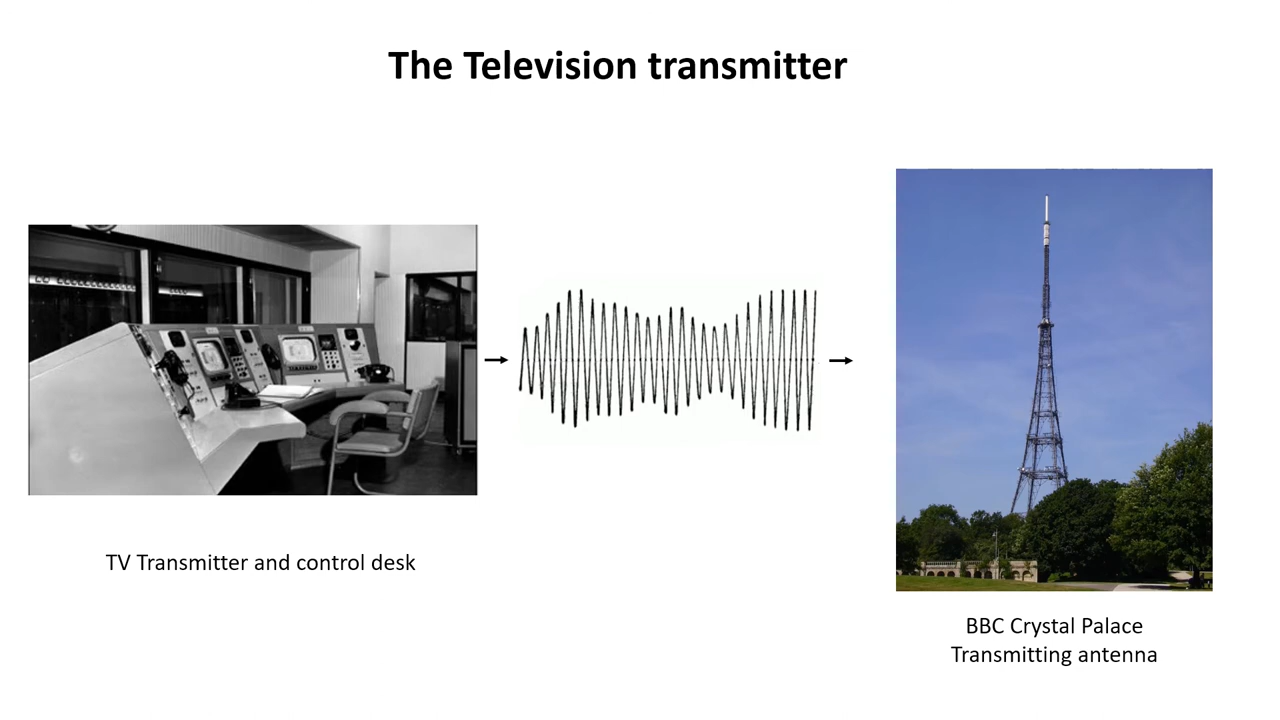 The Television transmitter
TV Transmitter and control desk
BBC Crystal Palace
Transmitting antenna